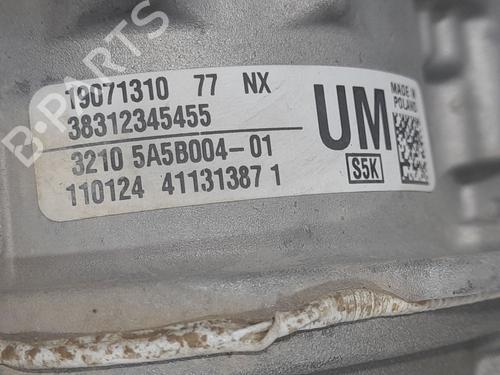 B-PARTS
19071310 77 NX
38312345455
3210 5A5B004-01
110124 41131387 1
UM
S5K
MADE IN
POLAND